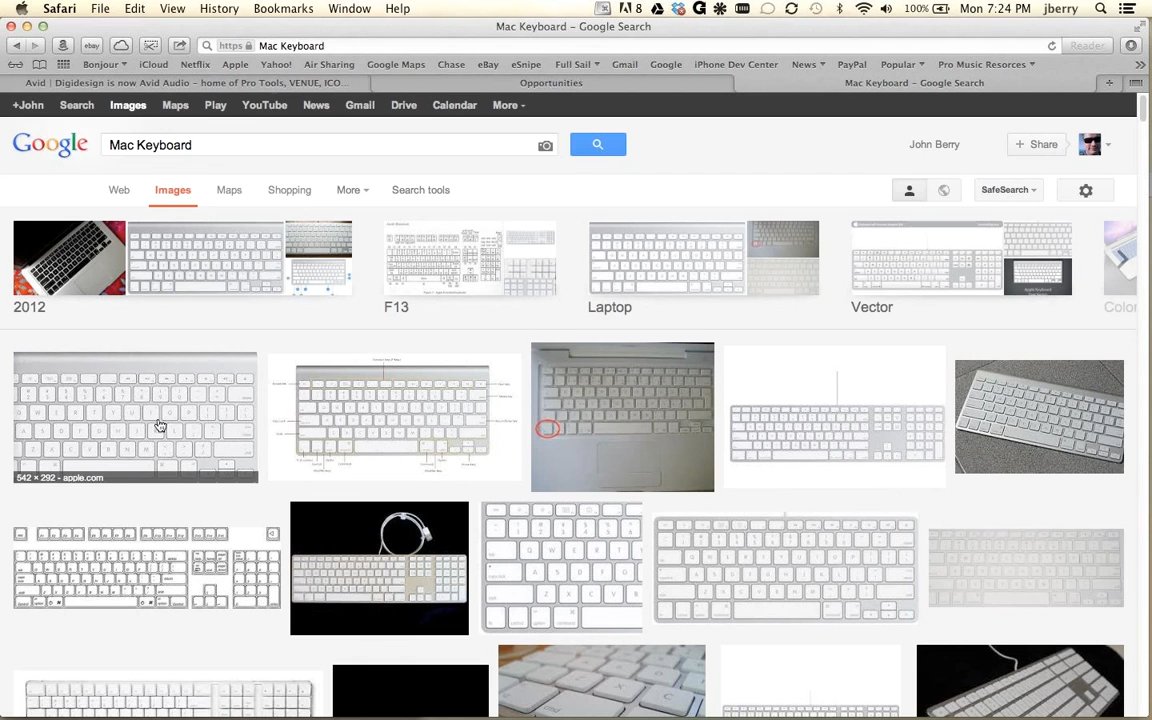 Safari File Edit View History Bookmarks Window Help 8 100% Mon 7:24 PM jberry
Mac Keyboard - Google Search
ebay https Mac Keyboard Reader
Bonjour iCloud Netflix Apple Yahoo! Air Sharing Google Maps Chase eBay eSnipe Full Sail Gmail Google iPhone Dev Center News PayPal Popular Pro Music Resorces
Avid | Digidesign is now Avid Audio - home of Pro Tools, VENUE, ICO... Opportunities Mac Keyboard - Google Search
+John Search Images Maps Play YouTube News Gmail Drive Calendar More
Google Mac Keyboard John Berry + Share
Web Images Maps Shopping More Search tools SafeSearch
2012 F13 Laptop Vector Color
542 × 292 - apple.com